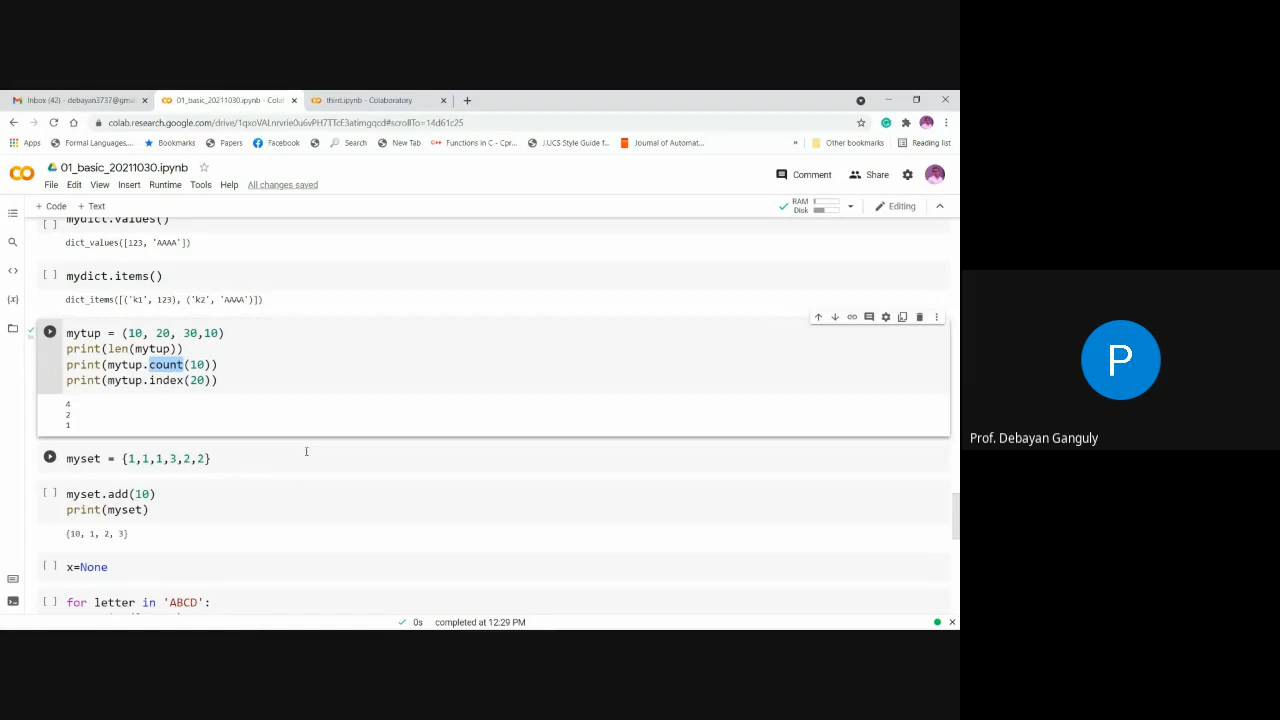 Inbox (42) - debayan3737@gma
01_basic_20211030.ipynb - Cola
third.ipynb - Colaboratory
colab.research.google.com/drive/1qxoVALnrvrie0u6vPH7TTcE3atimgqcd#scrollTo=14d61c25
Apps
Formal Languages,...
Bookmarks
Papers
Facebook
Search
New Tab
Functions in C - Cpr...
J.UCS Style Guide f...
Journal of Automat...
»
Other bookmarks
Reading list
01_basic_20211030.ipynb
Comment
Share
File Edit View Insert Runtime Tools Help All changes saved
+ Code + Text
RAM
Disk
Editing
[ ] mydict.values()
dict_values([123, 'AAAA'])
[ ] mydict.items()
dict_items([('k1', 123), ('k2', 'AAAA')])
mytup = (10, 20, 30,10)
print(len(mytup))
print(mytup.count(10))
print(mytup.index(20))
4
2
1
myset = {1,1,1,3,2,2}
[ ] myset.add(10)
print(myset)
{10, 1, 2, 3}
[ ] x=None
[ ] for letter in 'ABCD':
0s completed at 12:29 PM
P
Prof. Debayan Ganguly